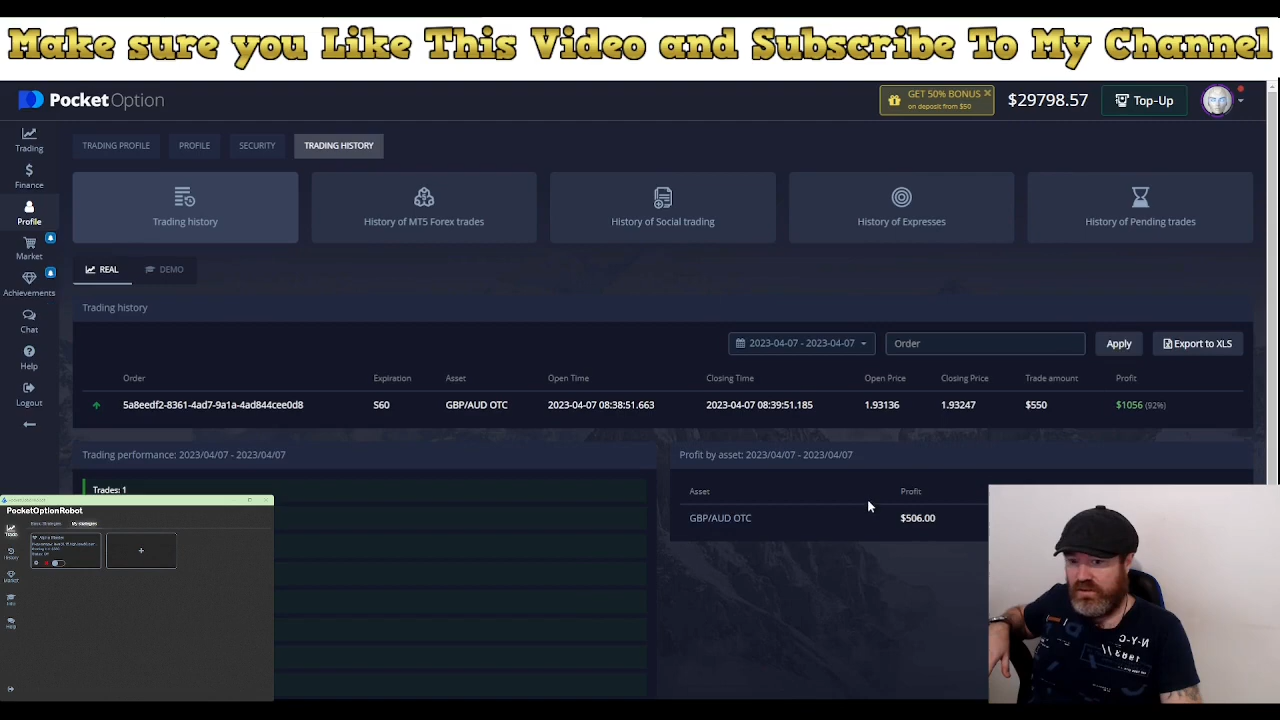 Make sure you Like This Video and Subscribe To My Channel
PocketOption
GET 50% BONUS
on deposit from $50
$29798.57
Top-Up
Trading
Finance
Profile
Market
Achievements
Chat
Help
Logout
TRADING PROFILE
PROFILE
SECURITY
TRADING HISTORY
Trading history
History of MT5 Forex trades
History of Social trading
History of Expresses
History of Pending trades
REAL
DEMO
Trading history
2023-04-07 - 2023-04-07
Order
Apply
Export to XLS
Order Expiration Asset Open Time Closing Time Open Price Closing Price Trade amount Profit
5a8eedf2-8361-4ad7-9a1a-4ad844cee0d8 S60 GBP/AUD OTC 2023-04-07 08:38:51.663 2023-04-07 08:39:51.185 1.93136 1.93247 $550 $1056 (92%)
Trading performance: 2023/04/07 - 2023/04/07
Trades: 1
Profit by asset: 2023/04/07 - 2023/04/07
Asset Profit
GBP/AUD OTC $506.00
PocketOptionRobot
Trade
History
Market
Help
N-Y-C